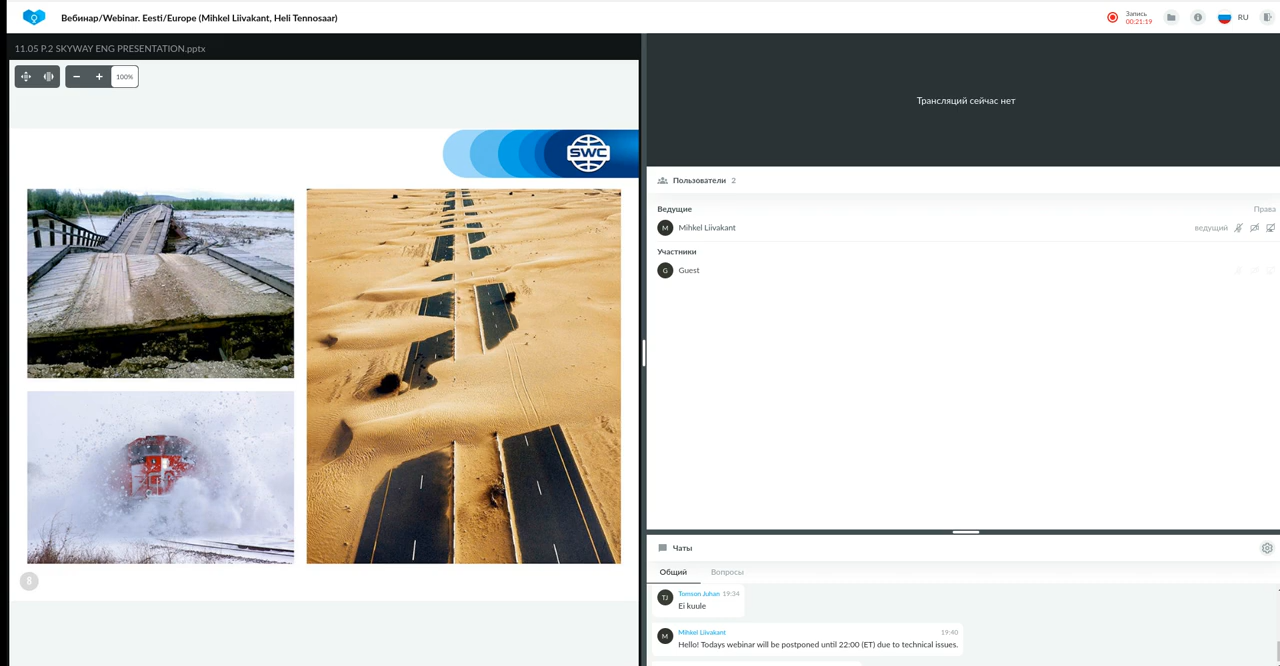 Вебинар/Webinar. Eesti/Europe (Mihkel Liivakant, Heli Tennosaar)
Запись
00:21:19
RU
11.05 P.2 SKYWAY ENG PRESENTATION.pptx
100%
SWC
8
Трансляций сейчас нет
Пользователи 2
Ведущие Права
M Mihkel Liivakant ведущий
Участники
G Guest
Чаты
Общий Вопросы
TJ Tomson Juhan 19:34
Ei kuule
M Mihkel Liivakant 19:40
Hello! Todays webinar will be postponed until 22:00 (ET) due to technical issues.